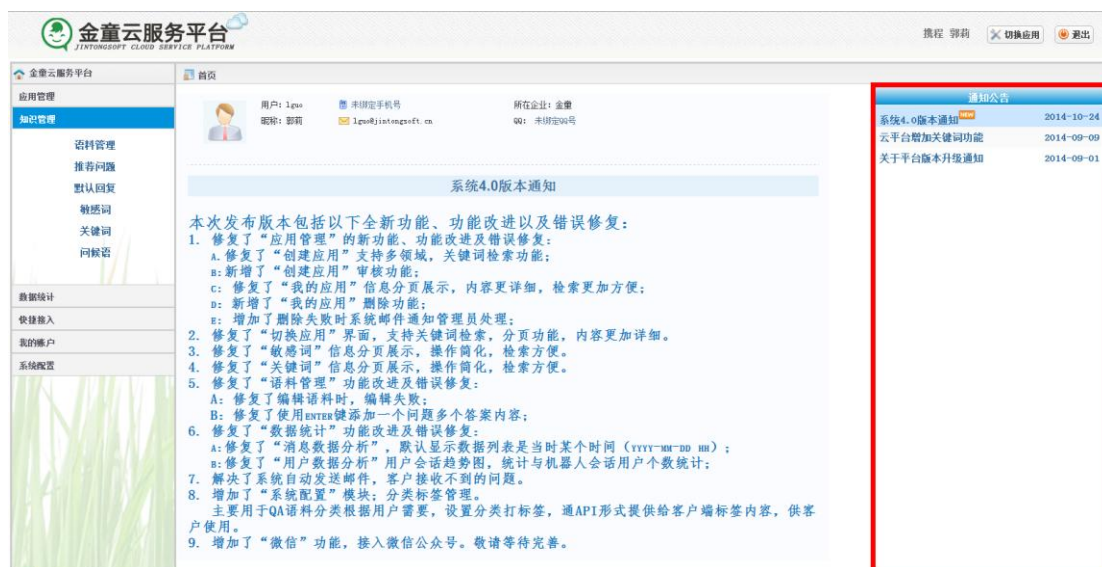 金童云服务平台
JINTONGSOFT CLOUD SERVICE PLATFORM
携程 郭莉
切换应用
退出
金童云服务平台
应用管理
知识管理
语料管理
推荐问题
默认回复
敏感词
关键词
问候语
数据统计
快捷接入
我的账户
系统配置
首页
用户: lguo
未绑定手机号
所在企业: 金童
昵称: 郭莉
lguo@jintongsoft.cn
QQ: 未绑定QQ号
系统4.0版本通知
本次发布版本包括以下全新功能、功能改进以及错误修复:
1. 修复了“应用管理”的新功能、功能改进及错误修复:
A.修复了“创建应用”支持多领域,关键词检索功能;
B:新增了“创建应用”审核功能;
C: 修复了“我的应用”信息分页展示,内容更详细,检索更加方便;
D: 新增了“我的应用”删除功能;
E: 增加了删除失败时系统邮件通知管理员处理;
2. 修复了“切换应用”界面,支持关键词检索,分页功能,内容更加详细。
3. 修复了“敏感词”信息分页展示,操作简化,检索方便。
4. 修复了“关键词”信息分页展示,操作简化,检索方便。
5. 修复了“语料管理”功能改进及错误修复:
A: 修复了编辑语料时,编辑失败;
B: 修复了使用ENTER键添加一个问题多个答案内容;
6. 修复了“数据统计”功能改进及错误修复:
A:修复了“消息数据分析”,默认显示数据列表是当时某个时间(YYYY-MM-DD HH);
B:修复了“用户数据分析”用户会话趋势图,统计与机器人会话用户个数统计;
7. 解决了系统自动发送邮件,客户接收不到的问题。
8. 增加了“系统配置”模块:分类标签管理。
主要用于QA语料分类根据用户需要,设置分类打标签,通API形式提供给客户端标签内容,供客
户使用。
9. 增加了“微信”功能,接入微信公众号。敬请等待完善。
通知公告
系统4.0版本通知 NEW 2014-10-24
云平台增加关键词功能 2014-09-09
关于平台版本升级通知 2014-09-01